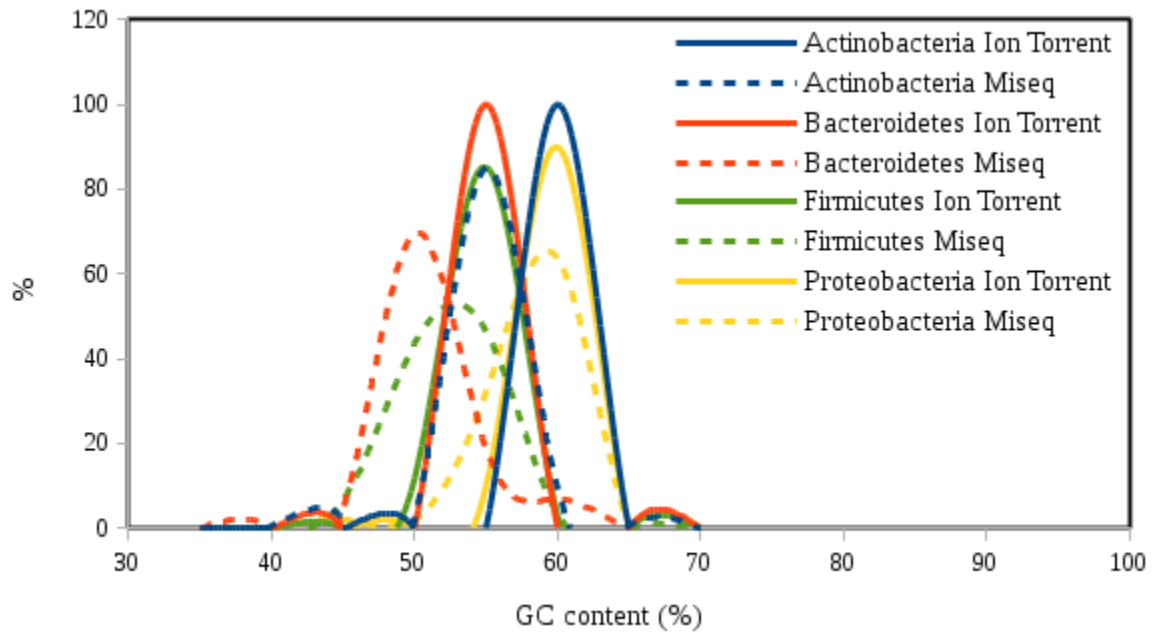 120
100
80
60
40
20
0
%
30 40 50 60 70 80 90 100
GC content (%)
Actinobacteria Ion Torrent
Actinobacteria Miseq
Bacteroidetes Ion Torrent
Bacteroidetes Miseq
Firmicutes Ion Torrent
Firmicutes Miseq
Proteobacteria Ion Torrent
Proteobacteria Miseq